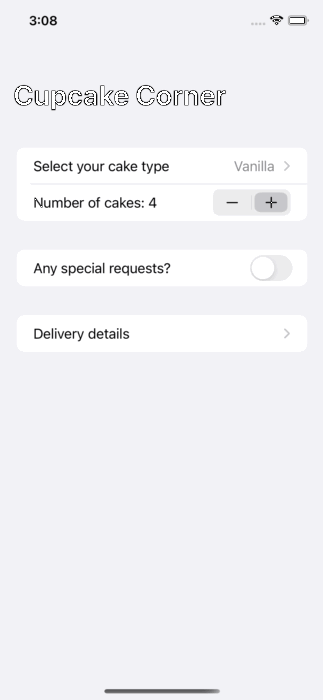 3:08
Cupcake Corner
Select your cake type Vanilla
Number of cakes: 4
Any special requests?
Delivery details